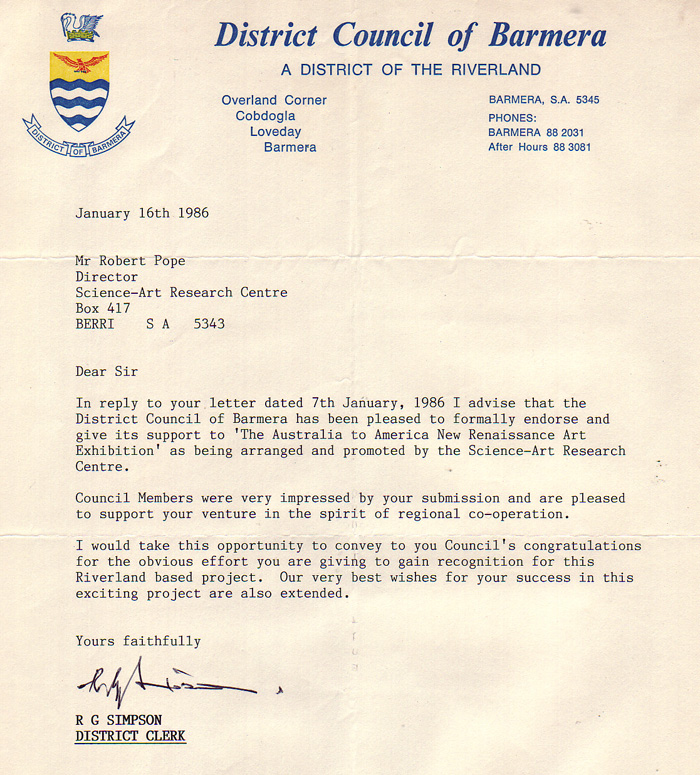 District Council of Barmera
A DISTRICT OF THE RIVERLAND
Overland Corner
Cobdogla
Loveday
Barmera
BARMERA, S.A. 5345
PHONES:
BARMERA 88 2031
After Hours 88 3081
DISTRICT OF BARMERA
January 16th 1986
Mr Robert Pope
Director
Science-Art Research Centre
Box 417
BERRI S A 5343
Dear Sir
In reply to your letter dated 7th January, 1986 I advise that the
District Council of Barmera has been pleased to formally endorse and
give its support to 'The Australia to America New Renaissance Art
Exhibition' as being arranged and promoted by the Science-Art Research
Centre.
Council Members were very impressed by your submission and are pleased
to support your venture in the spirit of regional co-operation.
I would take this opportunity to convey to you Council's congratulations
for the obvious effort you are giving to gain recognition for this
Riverland based project. Our very best wishes for your success in this
exciting project are also extended.
Yours faithfully
R G SIMPSON
DISTRICT CLERK